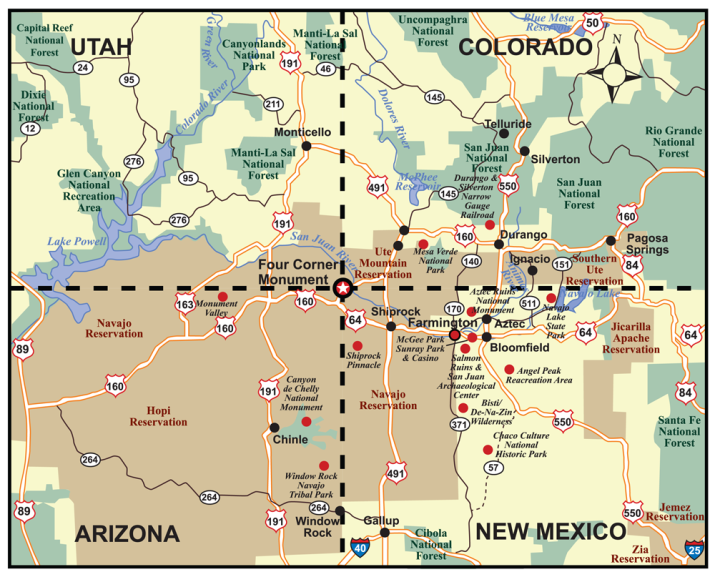 UTAH
COLORADO
ARIZONA
NEW MEXICO
N
Capital Reef
National
Forest
24
95
Dixie
National
Forest
12
Green River
Colorado River
Canyonlands
National
Park
191
Manti-La Sal
National
Forest
46
211
Monticello
Manti-La Sal
National
Forest
276
95
276
Glen Canyon
National
Recreation
Area
Lake Powell
191
San Juan River
Uncompaghra
National
Forest
Blue Mesa
Reservoir
50
145
Dolores River
Telluride
Silverton
San Juan
National
Forest
Rio Grande
National
Forest
McPhee
Reservoir
491
145
550
Durango &
Silverton
Narrow
Gauge
Railroad
San Juan
National
Forest
160
160
Durango
Pagosa
Springs
Ute
Mountain
Reservation
Mesa Verde
National
Park
140
Ignacio
151
Southern
Ute
Reservation
84
Four Corner
Monument
163
Monument
Valley
160
160
64
Navajo
Reservation
89
160
Hopi
Reservation
191
Canyon
de Chelly
National
Monument
Chinle
264
264
264
Window Rock
Navajo
Tribal Park
Window
Rock
191
89
Shiprock
Shiprock
Pinnacle
Navajo
Reservation
491
Gallup
40
Cibola
National
Forest
Aztec Ruins
National
Monument
170
Farmington
Aztec
Bloomfield
511
Navajo Lake
Navajo
Lake
State
Park
64
64
McGee Park
Sunray Park
& Casino
Salmon
Ruins &
San Juan
Archaeological
Center
Angel Peak
Reacreation Area
Jicarilla
Apache
Reservation
84
Bisti/
De-Na-Zin
Wilderness
371
550
Chaco Culture
National
Historic Park
57
Santa Fe
National
Forest
550
Jemez
Reservation
Zia
Reservation
25